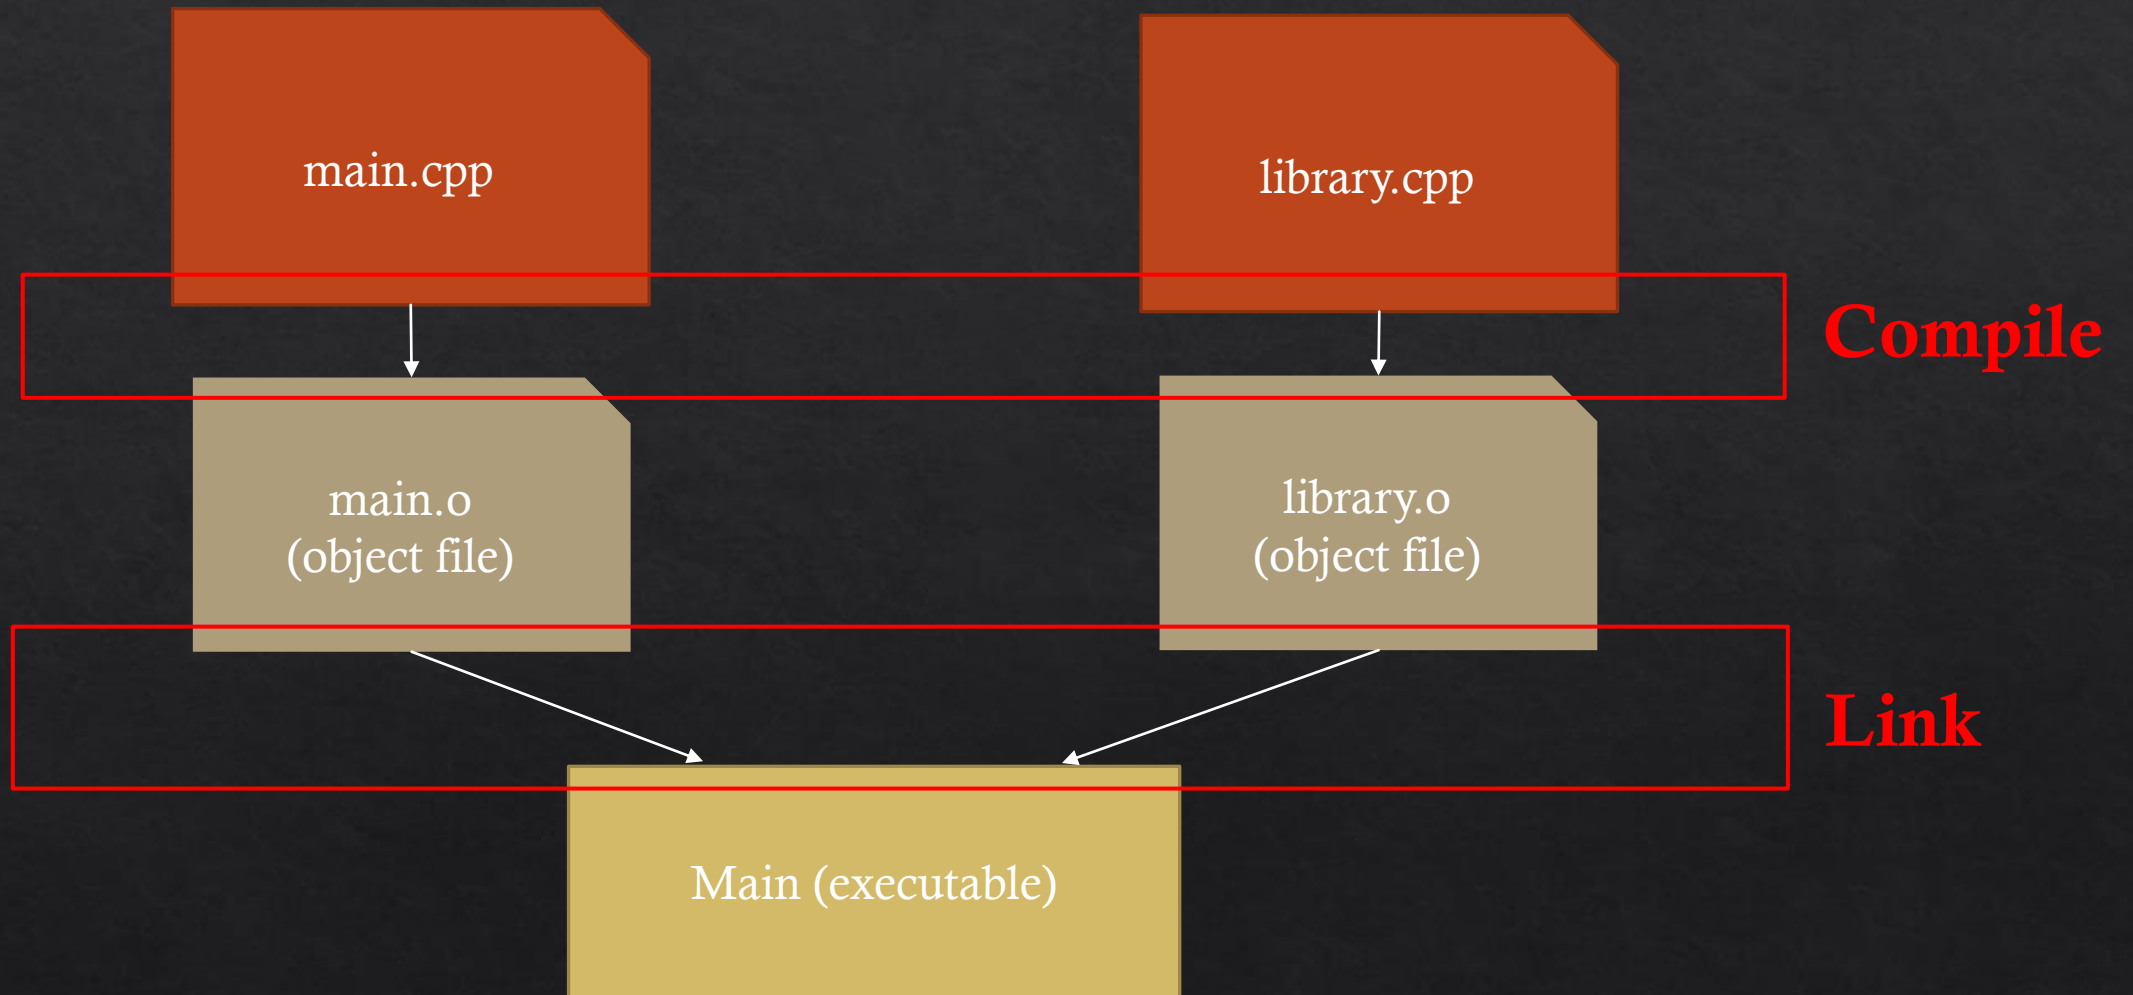 main.cpp
library.cpp
Compile
main.o
(object file)
library.o
(object file)
Link
Main (executable)